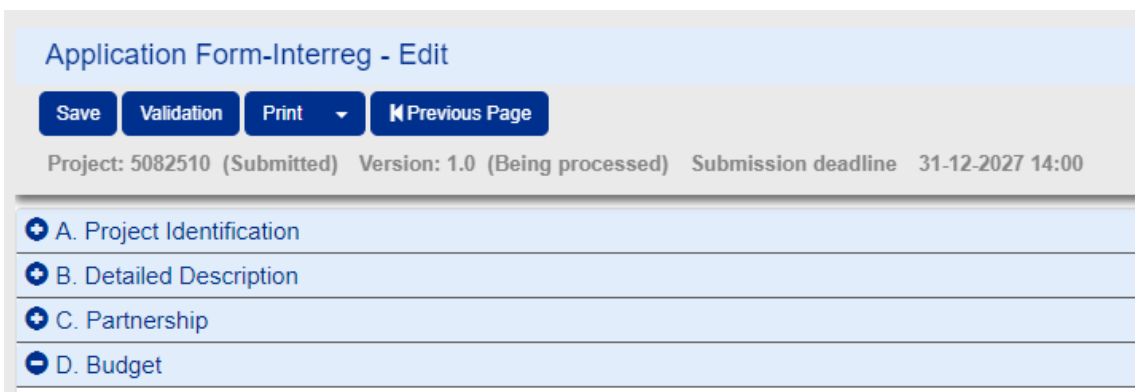 Application Form-Interreg - Edit
Save Validation Print Previous Page
Project: 5082510 (Submitted) Version: 1.0 (Being processed) Submission deadline 31-12-2027 14:00
A. Project Identification
B. Detailed Description
C. Partnership
D. Budget